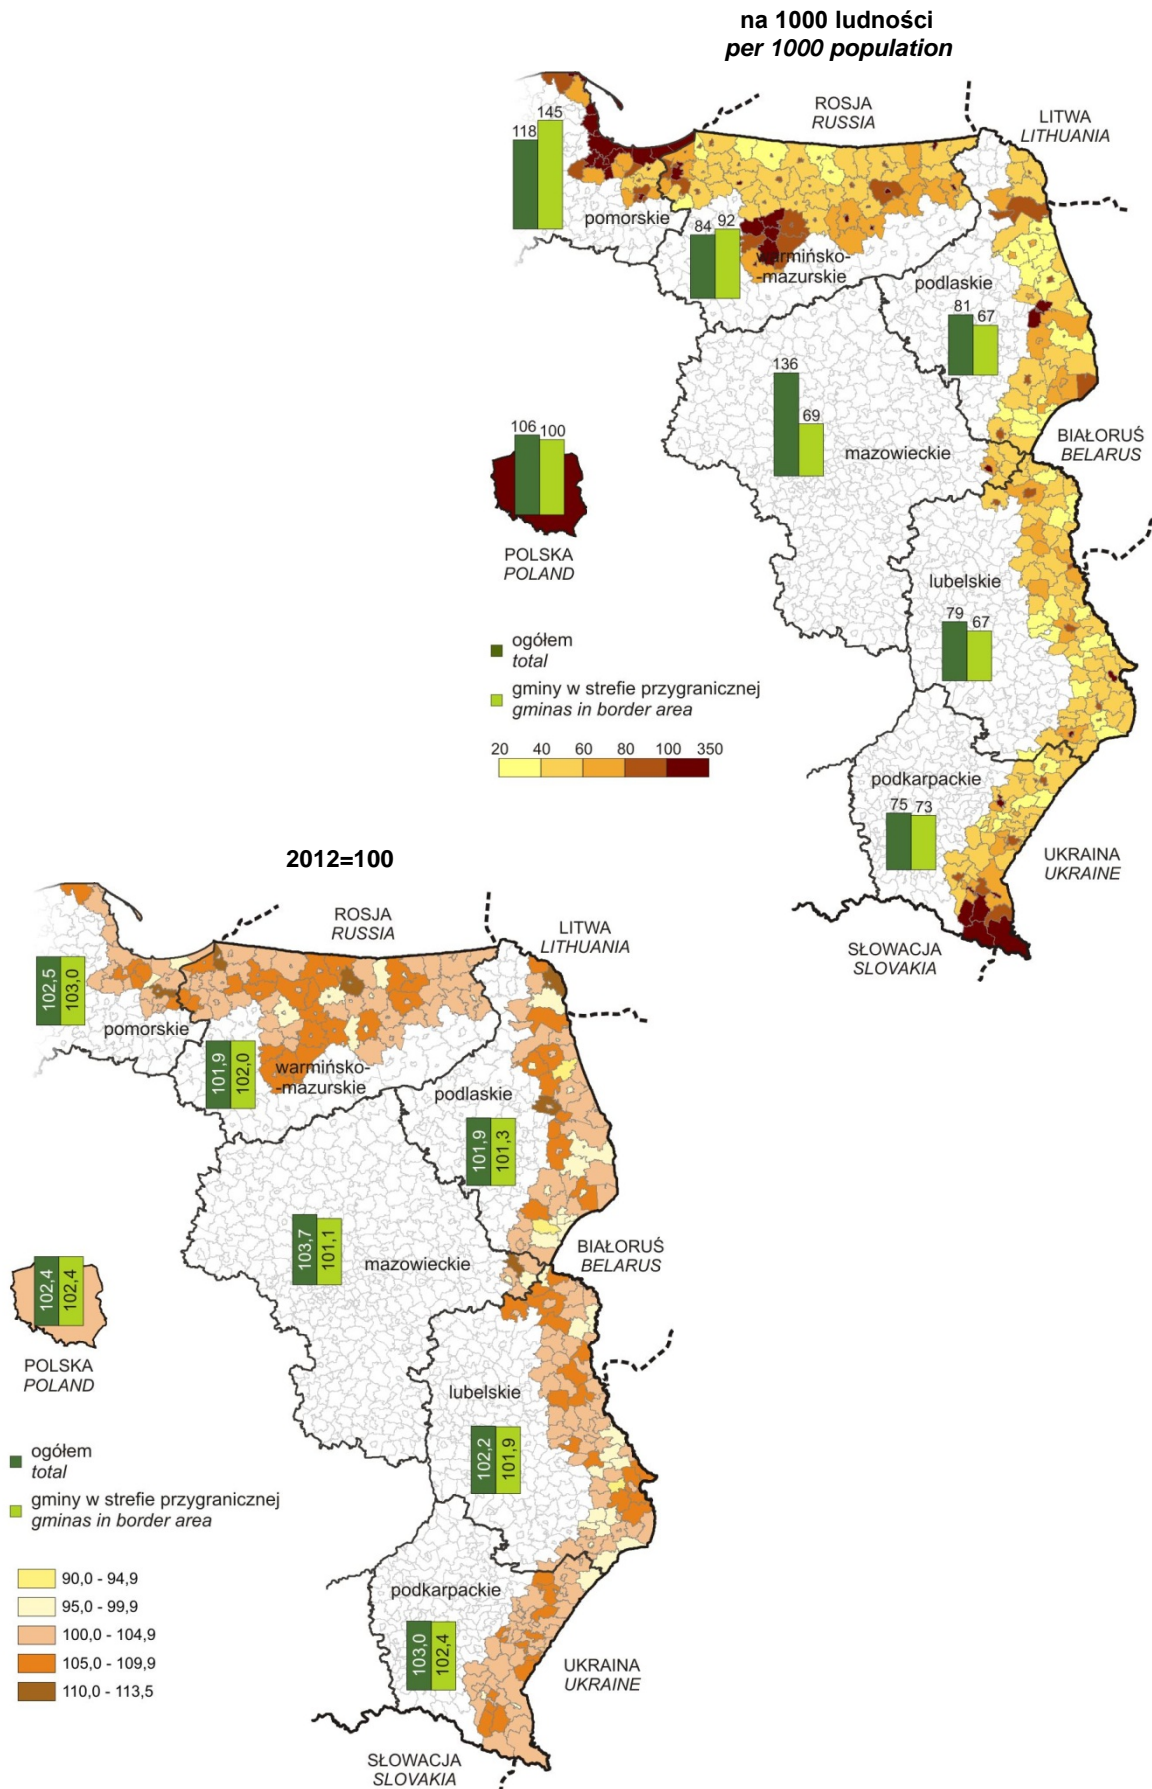 na 1000 ludności
per 1000 population
ROSJA
RUSSIA
LITWA
LITHUANIA
118
145
pomorskie
84
92
warmińsko-
-mazurskie
podlaskie
81
67
136
69
mazowieckie
BIAŁORUŚ
BELARUS
106
100
POLSKA
POLAND
lubelskie
79
67
ogółem
total
gminy w strefie przygranicznej
gminas in border area
20 40 60 80 100 350
podkarpackie
75
73
UKRAINA
UKRAINE
SŁOWACJA
SLOVAKIA
2012=100
ROSJA
RUSSIA
LITWA
LITHUANIA
102,5
103,0
pomorskie
101,9
102,0
warmińsko-
-mazurskie
podlaskie
101,9
101,3
103,7
101,1
mazowieckie
BIAŁORUŚ
BELARUS
102,4
102,4
POLSKA
POLAND
lubelskie
102,2
101,9
ogółem
total
gminy w strefie przygranicznej
gminas in border area
90,0 - 94,9
95,0 - 99,9
100,0 - 104,9
105,0 - 109,9
110,0 - 113,5
podkarpackie
103,0
102,4
UKRAINA
UKRAINE
SŁOWACJA
SLOVAKIA